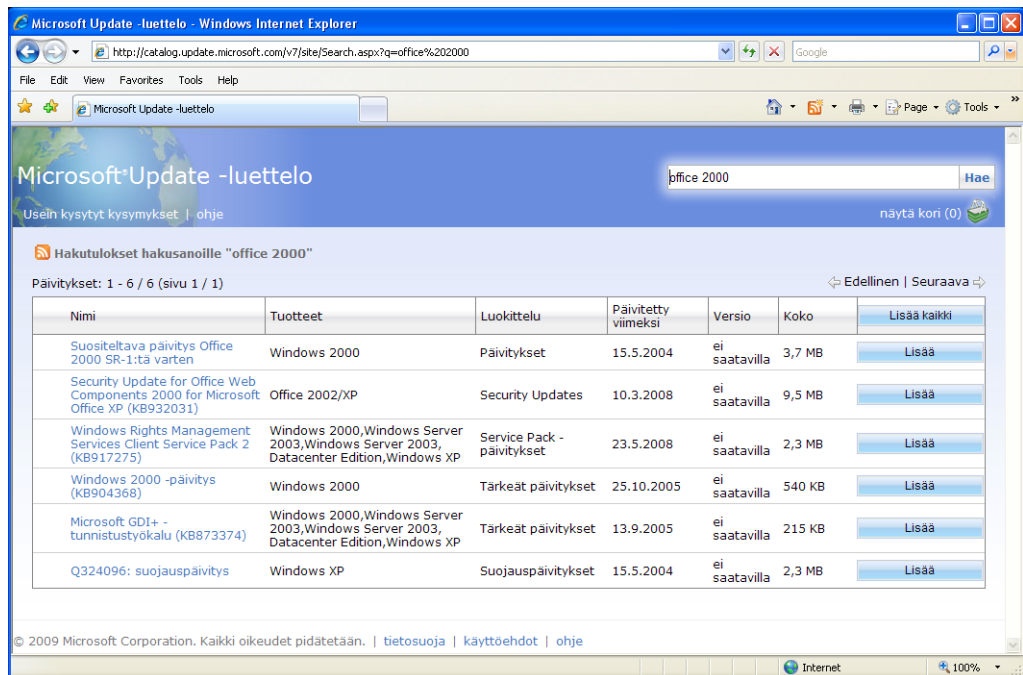 Microsoft Update -luettelo - Windows Internet Explorer
http://catalog.update.microsoft.com/v7/site/Search.aspx?q=office%202000
Google
File Edit View Favorites Tools Help
Microsoft Update -luettelo
Page Tools »
Microsoft® Update -luettelo
office 2000 Hae
Usein kysytyt kysymykset | ohje
näytä kori (0)
Hakutulokset hakusanoille "office 2000"
Päivitykset: 1 - 6 / 6 (sivu 1 / 1)
Edellinen | Seuraava
Nimi Tuotteet Luokittelu Päivitetty viimeksi Versio Koko Lisää kaikki
Suositeltava päivitys Office
2000 SR-1:tä varten
Windows 2000
Päivitykset
15.5.2004
ei
saatavilla
3,7 MB
Lisää
Security Update for Office Web
Components 2000 for Microsoft
Office XP (KB932031)
Office 2002/XP
Security Updates
10.3.2008
ei
saatavilla
9,5 MB
Lisää
Windows Rights Management
Services Client Service Pack 2
(KB917275)
Windows 2000,Windows Server
2003,Windows Server 2003,
Datacenter Edition,Windows XP
Service Pack -
päivitykset
23.5.2008
ei
saatavilla
2,3 MB
Lisää
Windows 2000 -päivitys
(KB904368)
Windows 2000
Tärkeät päivitykset
25.10.2005
ei
saatavilla
540 KB
Lisää
Microsoft GDI+ -
tunnistustyökalu (KB873374)
Windows 2000,Windows Server
2003,Windows Server 2003,
Datacenter Edition,Windows XP
Tärkeät päivitykset
13.9.2005
ei
saatavilla
215 KB
Lisää
Q324096: suojauspäivitys
Windows XP
Suojauspäivitykset
15.5.2004
ei
saatavilla
2,3 MB
Lisää
© 2009 Microsoft Corporation. Kaikki oikeudet pidätetään. | tietosuoja | käyttöehdot | ohje
Internet 100%